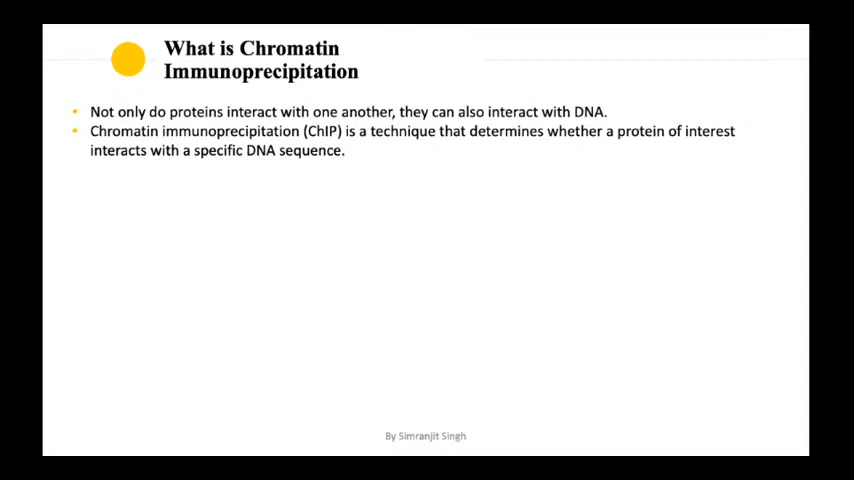 What is Chromatin
Immunoprecipitation
• Not only do proteins interact with one another, they can also interact with DNA.
• Chromatin immunoprecipitation (ChIP) is a technique that determines whether a protein of interest
interacts with a specific DNA sequence.
By Simranjit Singh